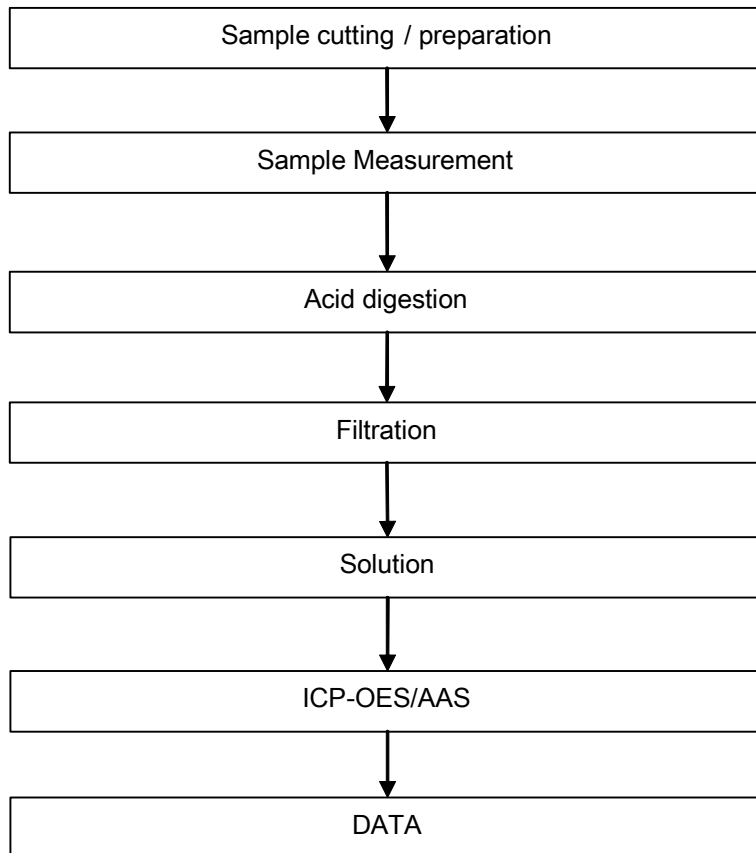 Sample cutting / preparation
Sample Measurement
Acid digestion
Filtration
Solution
ICP-OES/AAS
DATA